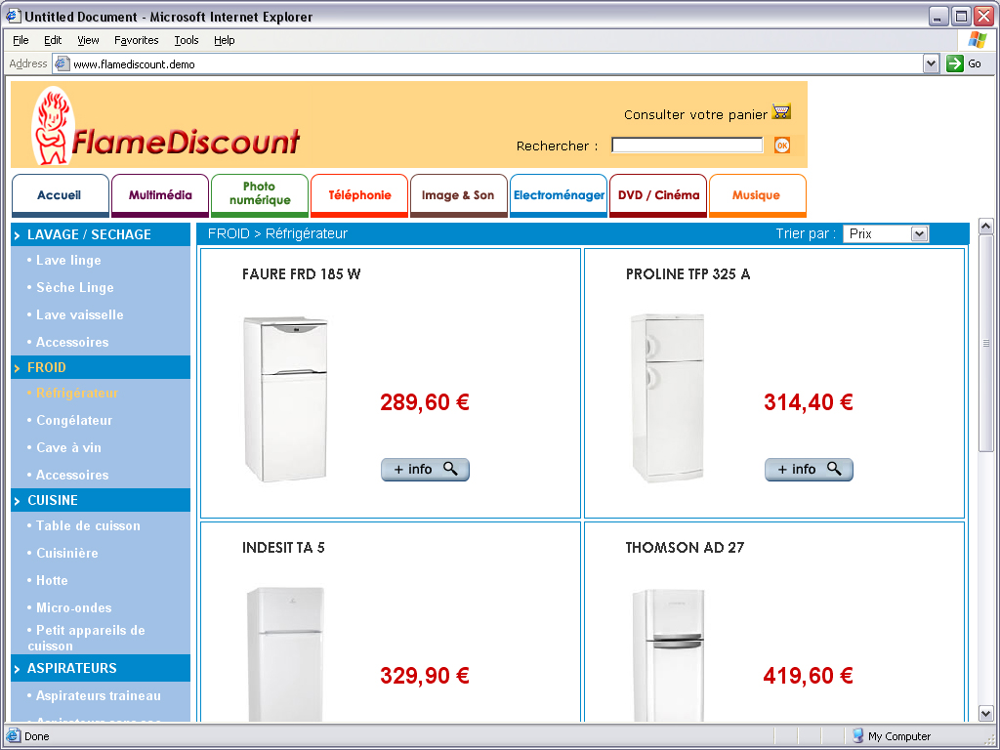 Untitled Document - Microsoft Internet Explorer
File Edit View Favorites Tools Help
Address www.flamediscount.demo Go
FlameDiscount
Consulter votre panier
Rechercher : OK
Accueil
Multimédia
Photo
numérique
Téléphonie
Image & Son
Electroménager
DVD / Cinéma
Musique
LAVAGE / SECHAGE
• Lave linge
• Sèche Linge
• Lave vaisselle
• Accessoires
FROID
• Réfrigérateur
• Congélateur
• Cave à vin
• Accessoires
CUISINE
• Table de cuisson
• Cuisinière
• Hotte
• Micro-ondes
• Petit appareils de
cuisson
ASPIRATEURS
• Aspirateurs traineau
FROID > Réfrigérateur Trier par : Prix
FAURE FRD 185 W
289,60 €
+ info
PROLINE TFP 325 A
314,40 €
+ info
INDESIT TA 5
329,90 €
THOMSON AD 27
419,60 €
Done My Computer